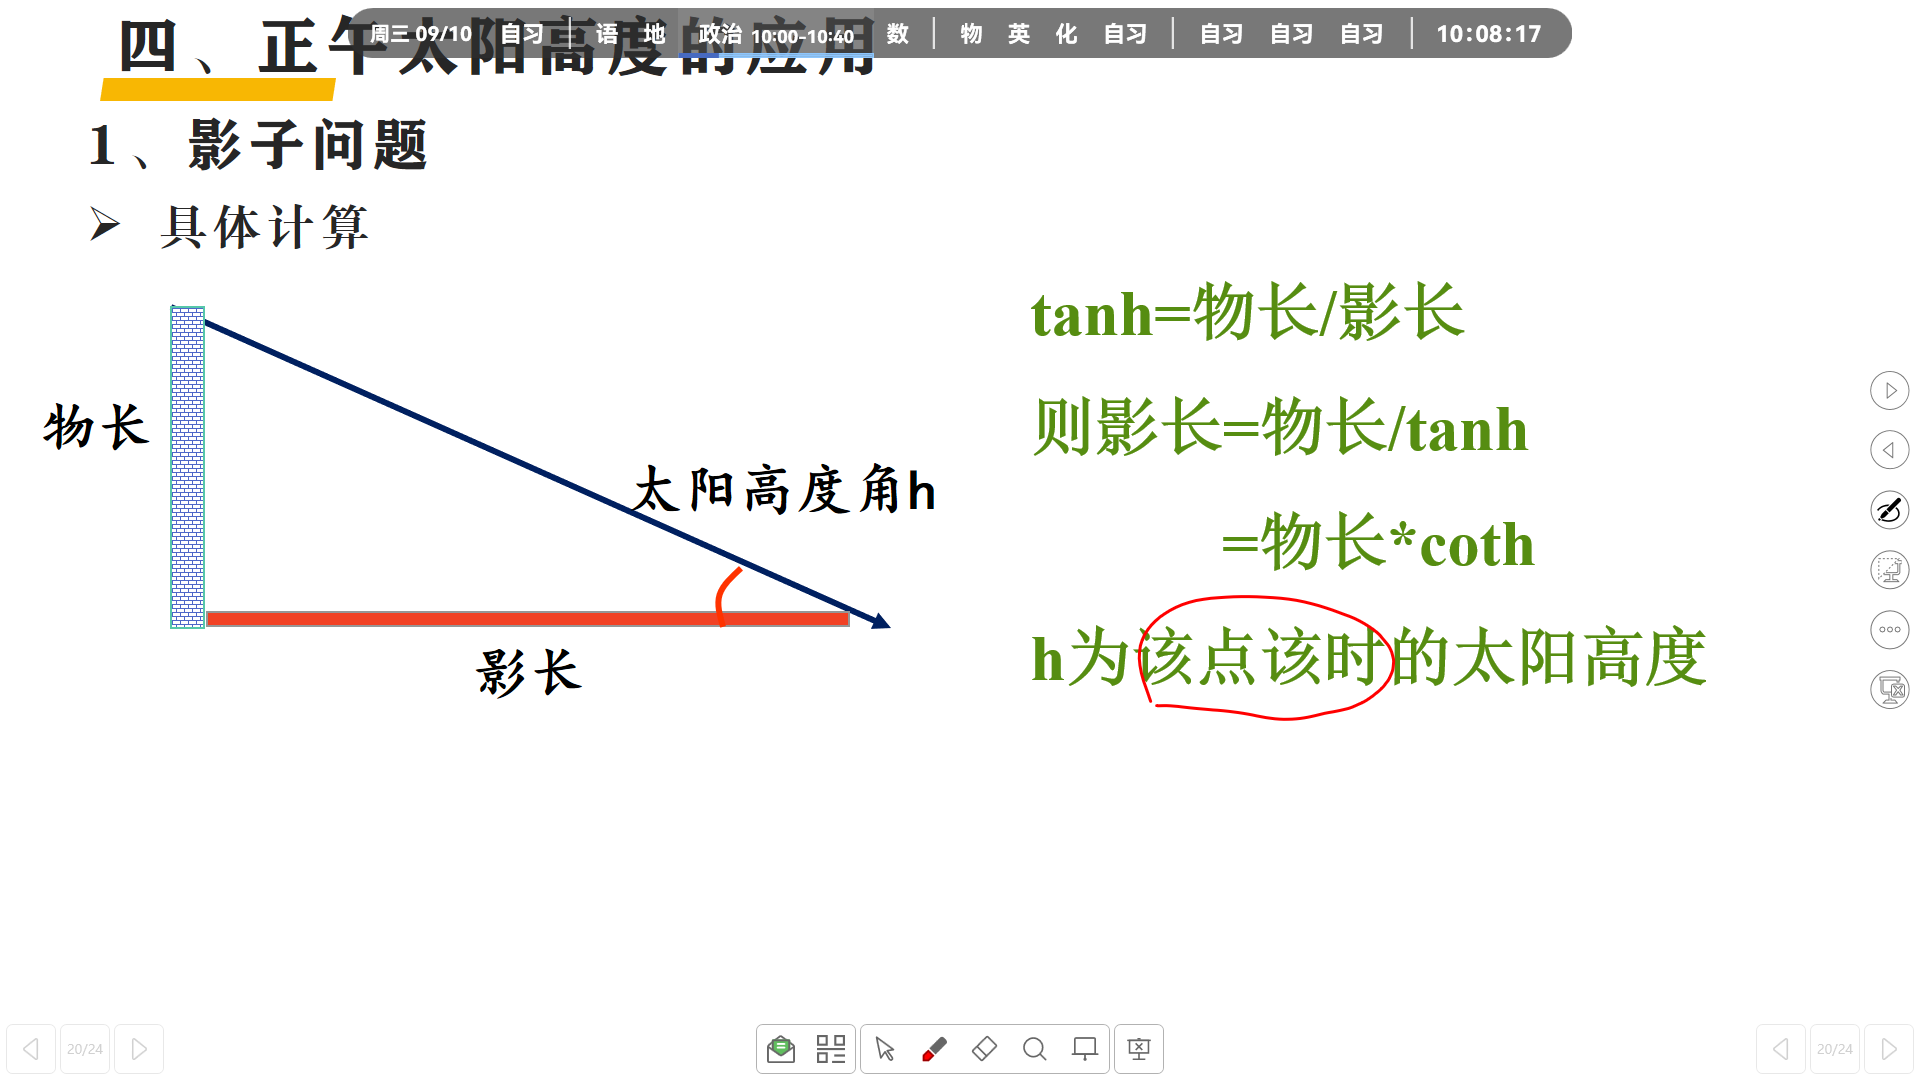 四、正午太阳高度的应用
周三 09/10 自习 | 语 地 政治 10:00-10:40 数 | 物 英 化 自习 | 自习 自习 自习 | 10:08:17
1、影子问题
➢ 具体计算
tanh=物长/影长
则影长=物长/tanh
=物长*coth
h为该点该时的太阳高度
物长
太阳高度角h
影长
20/24
20/24